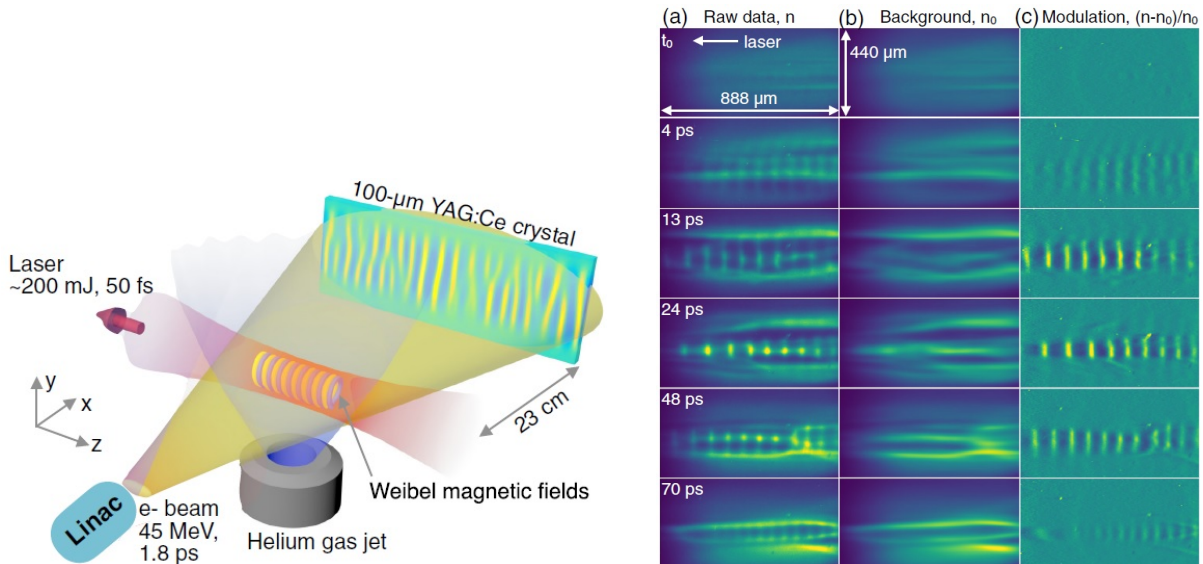 100-μm YAG:Ce crystal
Laser
~200 mJ, 50 fs
y
x
z
23 cm
Weibel magnetic fields
Linac
e- beam
45 MeV,
1.8 ps
Helium gas jet
(a) Raw data, n
(b) Background, n₀
(c) Modulation, (n-n₀)/n₀
t₀
laser
440 μm
888 μm
4 ps
13 ps
24 ps
48 ps
70 ps